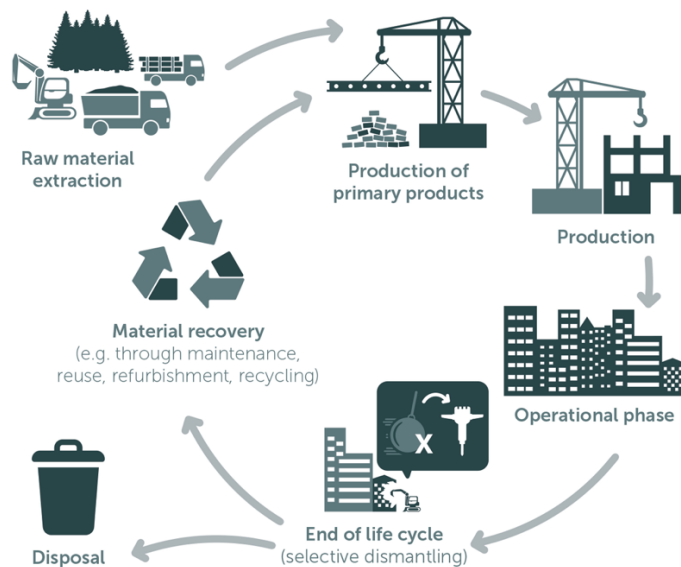 Raw material
extraction
Production of
primary products
Production
Material recovery
(e.g. through maintenance,
reuse, refurbishment, recycling)
Operational phase
X
End of life cycle
(selective dismantling)
Disposal